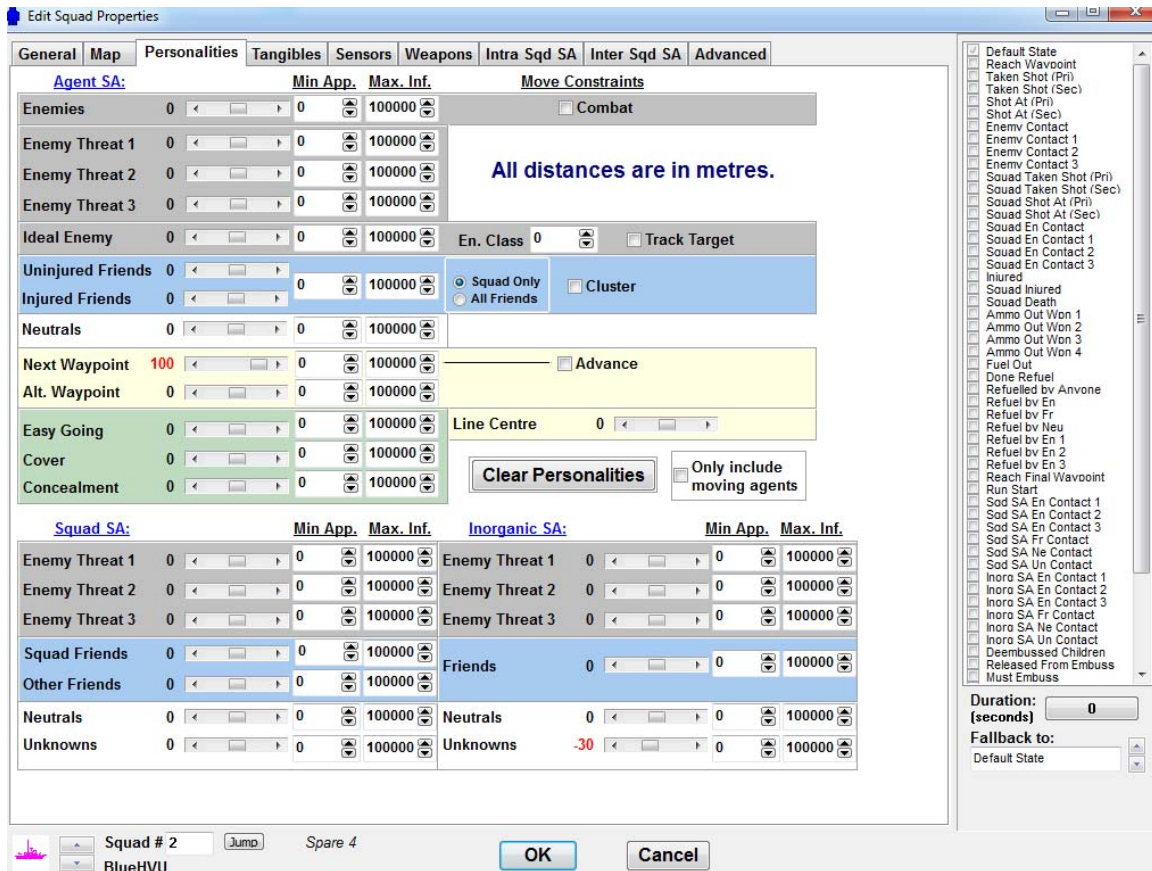 Edit Squad Properties
General Map Personalities Tangibles Sensors Weapons Intra Sqd SA Inter Sqd SA Advanced
Agent SA: Min App. Max. Inf. Move Constraints
Enemies 0 0 100000 Combat
Enemy Threat 1 0 0 100000
Enemy Threat 2 0 0 100000
All distances are in metres.
Enemy Threat 3 0 0 100000
Ideal Enemy 0 0 100000 En. Class 0 Track Target
Uninjured Friends 0
0 100000 Squad Only
All Friends
Cluster
Injured Friends 0
Neutrals 0 0 100000
Next Waypoint 100 0 100000 Advance
Alt. Waypoint 0 0 100000
Easy Going 0 0 100000 Line Centre 0
Cover 0 0 100000
Clear Personalities
Only include
moving agents
Concealment 0 0 100000
Squad SA: Min App. Max. Inf. Inorganic SA: Min App. Max. Inf.
Enemy Threat 1 0 0 100000 Enemy Threat 1 0 0 100000
Enemy Threat 2 0 0 100000 Enemy Threat 2 0 0 100000
Enemy Threat 3 0 0 100000 Enemy Threat 3 0 0 100000
Squad Friends 0 0 100000
Friends 0 0 100000
Other Friends 0 0 100000
Neutrals 0 0 100000 Neutrals 0 0 100000
Unknowns 0 0 100000 Unknowns -30 0 100000
Default State
Reach Waypoint
Taken Shot (Pri)
Taken Shot (Sec)
Shot At (Pri)
Shot At (Sec)
Enemy Contact
Enemy Contact 1
Enemy Contact 2
Enemy Contact 3
Squad Taken Shot (Pri)
Squad Taken Shot (Sec)
Squad Shot At (Pri)
Squad Shot At (Sec)
Squad En Contact
Squad En Contact 1
Squad En Contact 2
Squad En Contact 3
Injured
Squad Injured
Squad Death
Ammo Out Wpn 1
Ammo Out Wpn 2
Ammo Out Wpn 3
Ammo Out Wpn 4
Fuel Out
Done Refuel
Refuelled by Anyone
Refuel by En
Refuel by Fr
Refuel by Neu
Refuel by En 1
Refuel by En 2
Refuel by En 3
Reach Final Waypoint
Run Start
Sqd SA En Contact 1
Sqd SA En Contact 2
Sqd SA En Contact 3
Sqd SA Fr Contact
Sqd SA Ne Contact
Sqd SA Un Contact
Inorg SA En Contact 1
Inorg SA En Contact 2
Inorg SA En Contact 3
Inorg SA Fr Contact
Inorg SA Ne Contact
Inorg SA Un Contact
Deembussed Children
Released From Embuss
Must Embuss
Duration:
(seconds) 0
Fallback to:
Default State
Squad # 2 Jump Spare 4
BlueHVU
OK Cancel